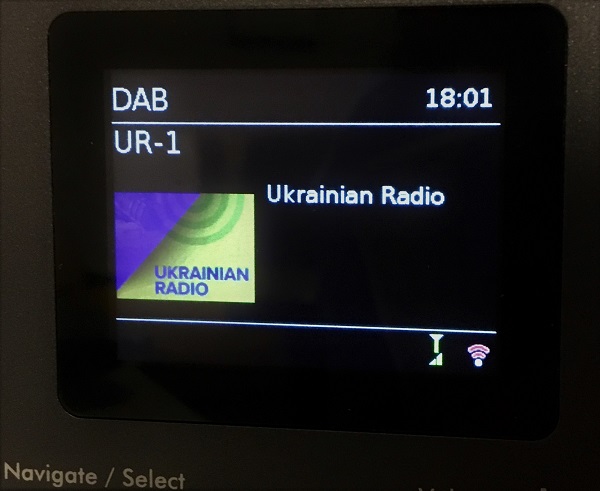 DAB 18:01
UR-1
Ukrainian Radio
UKRAINIAN
RADIO
Navigate / Select